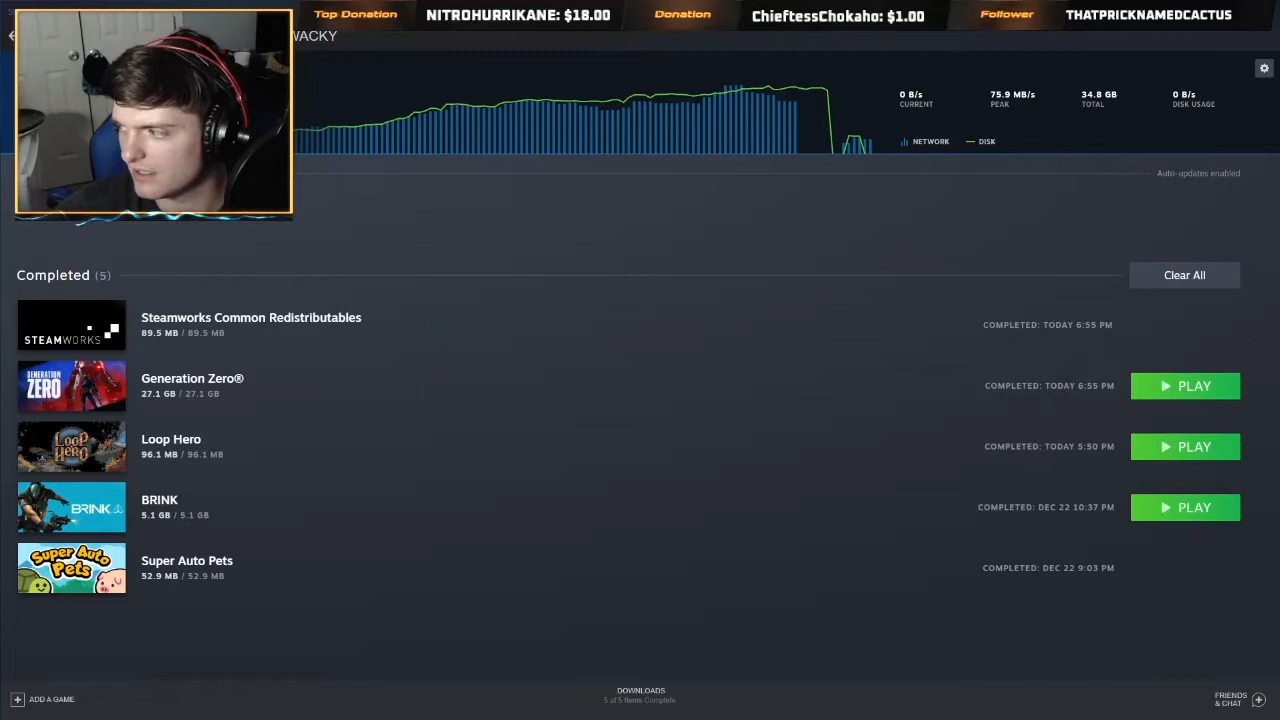 Top Donation
NITROHURRIKANE: $18.00
Donation
ChieftessChokaho: $1.00
Follower
THATPRICKNAMEDCACTUS
WACKY
0 B/s
CURRENT
75.9 MB/s
PEAK
34.8 GB
TOTAL
0 B/s
DISK USAGE
NETWORK
DISK
Auto-updates enabled
Completed (5)
Clear All
STEAMWORKS
Steamworks Common Redistributables
89.5 MB / 89.5 MB
COMPLETED: TODAY 6:55 PM
GENERATION
ZERO
Generation Zero®
27.1 GB / 27.1 GB
COMPLETED: TODAY 6:55 PM
PLAY
LOOP
HERO
Loop Hero
96.1 MB / 96.1 MB
COMPLETED: TODAY 5:50 PM
PLAY
BRINK
BRINK
5.1 GB / 5.1 GB
COMPLETED: DEC 22 10:37 PM
PLAY
Super Auto
Pets
Super Auto Pets
52.9 MB / 52.9 MB
COMPLETED: DEC 22 9:03 PM
ADD A GAME
DOWNLOADS
5 of 5 Items Complete
FRIENDS
& CHAT